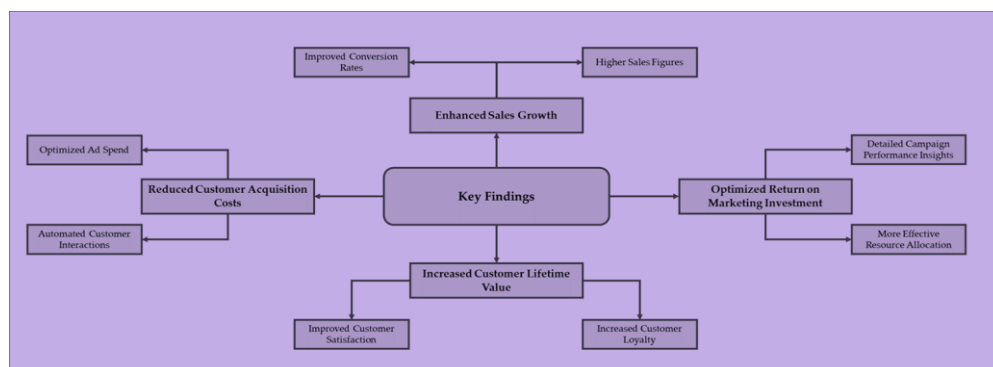 Improved Conversion
Rates
Higher Sales Figures
Enhanced Sales Growth
Optimized Ad Spend
Detailed Campaign
Performance Insights
Reduced Customer Acquisition
Costs
Key Findings
Optimized Return on
Marketing Investment
Automated Customer
Interactions
More Effective
Resource Allocation
Increased Customer Lifetime
Value
Improved Customer
Satisfaction
Increased Customer
Loyalty